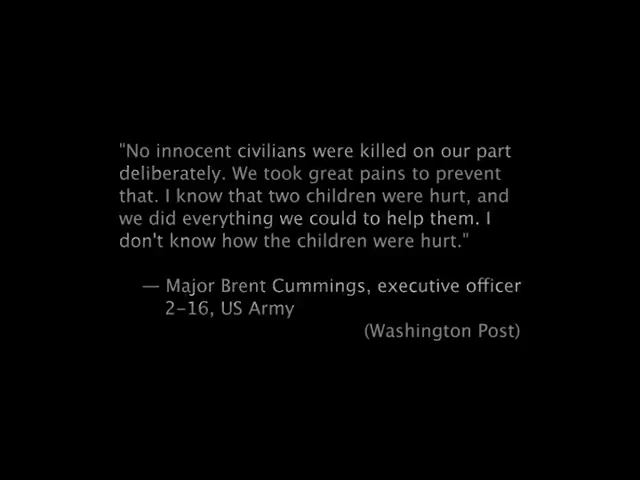 "No innocent civilians were killed on our part
deliberately. We took great pains to prevent
that. I know that two children were hurt, and
we did everything we could to help them. I
don't know how the children were hurt."
— Major Brent Cummings, executive officer
2-16, US Army
(Washington Post)